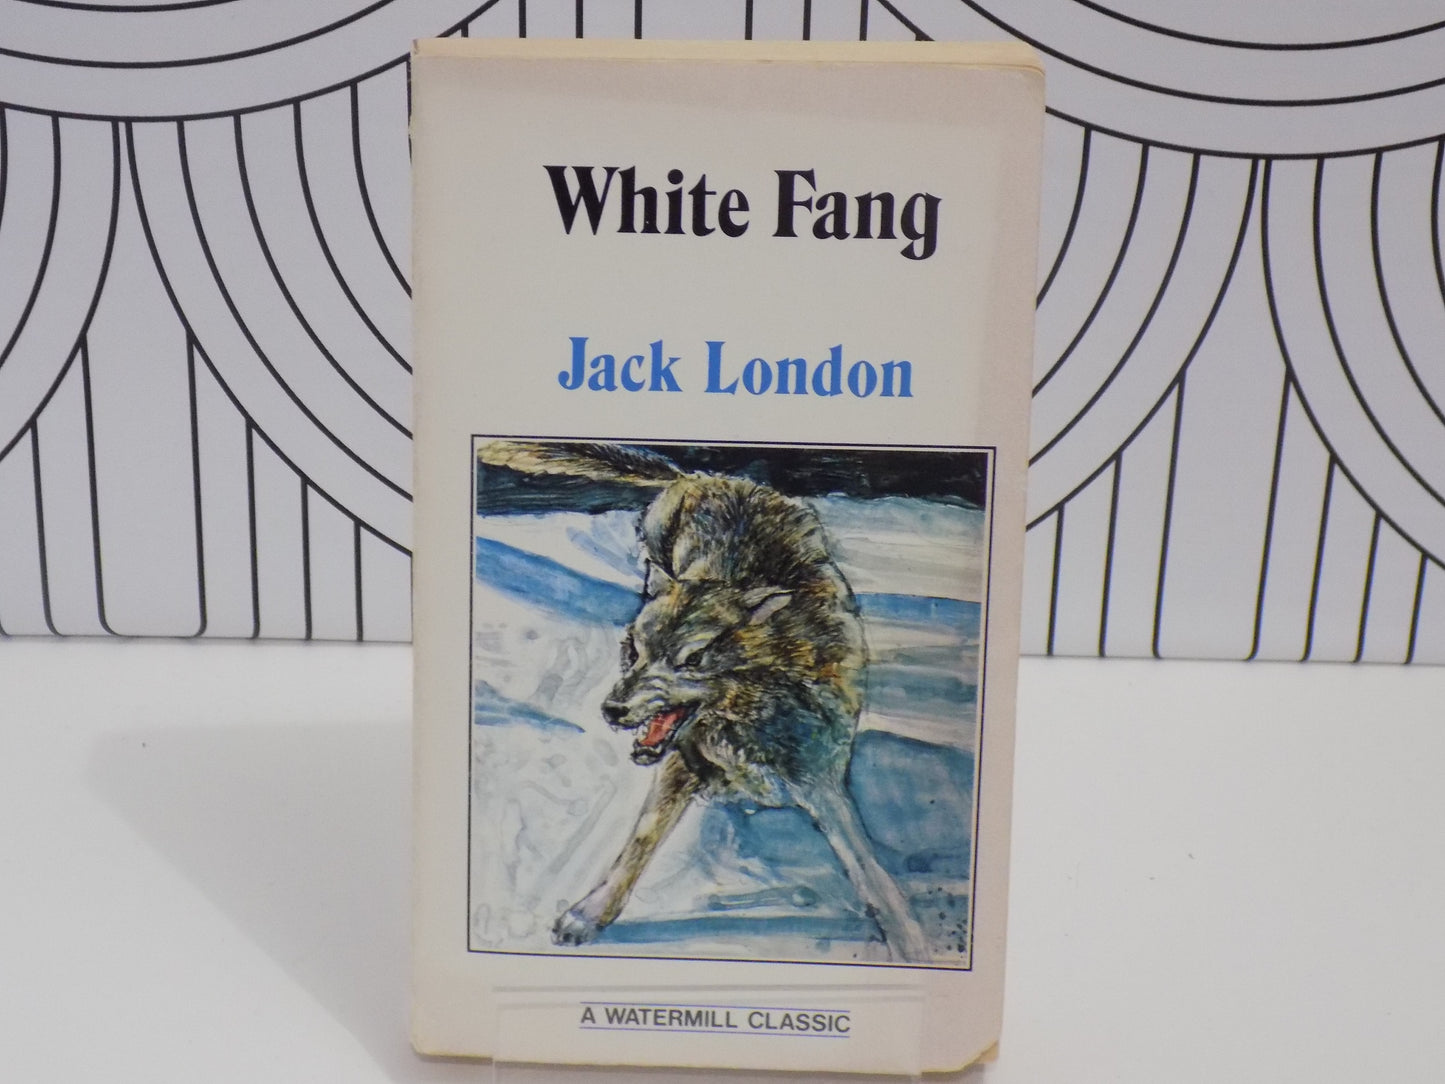 White Fang
Jack London
A WATERMILL CLASSIC